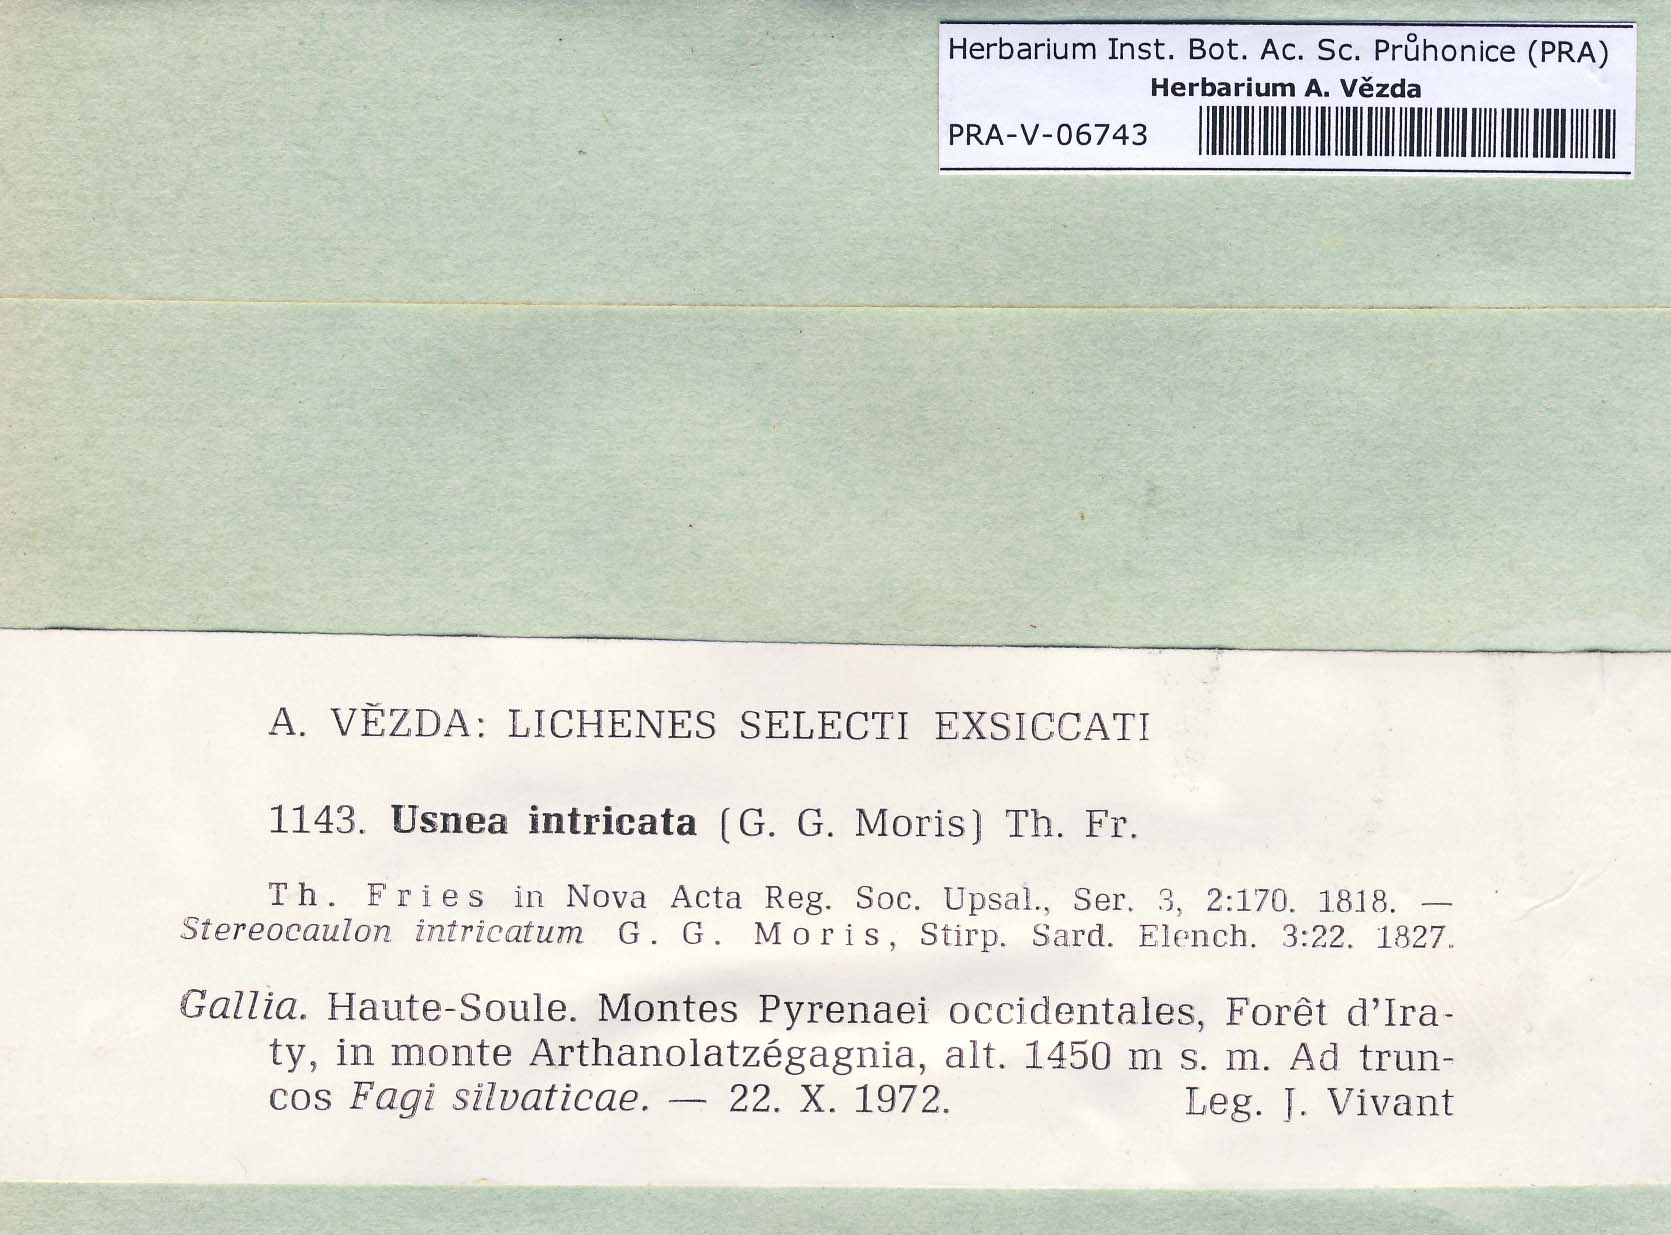 Herbarium Inst. Bot. Ac. Sc. Průhonice (PRA)
Herbarium A. Vězda
PRA-V-06743
A. VĚZDA: LICHENES SELECTI EXSICCATI
1143. Usnea intricata (G. G. Moris) Th. Fr.
Th. Fries in Nova Acta Reg. Soc. Upsal., Ser. 3, 2:170. 1818. —
Stereocaulon intricatum G. G. Moris, Stirp. Sard. Elench. 3:22. 1827.
Gallia. Haute-Soule. Montes Pyrenaei occidentales, Forêt d'Ira-
ty, in monte Arthanolatzégagnia, alt. 1450 m s. m. Ad trun-
cos Fagi silvaticae. — 22. X. 1972. Leg. J. Vivant